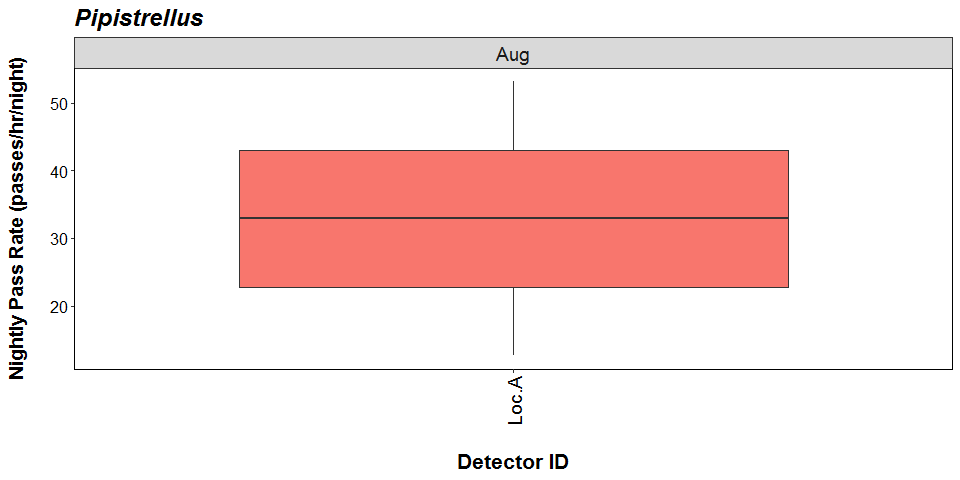 Pipistrellus
Aug
Nightly Pass Rate (passes/hr/night)
50
40
30
20
Loc.A
Detector ID